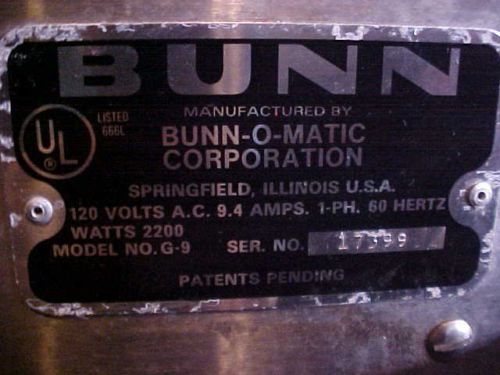 BUNN
UL
®
LISTED
666L
MANUFACTURED BY
BUNN-O-MATIC
CORPORATION
SPRINGFIELD, ILLINOIS U.S.A.
120 VOLTS A.C. 9.4 AMPS. 1-PH. 60 HERTZ
WATTS 2200
MODEL NO. G-9 SER. NO. 17399
PATENTS PENDING